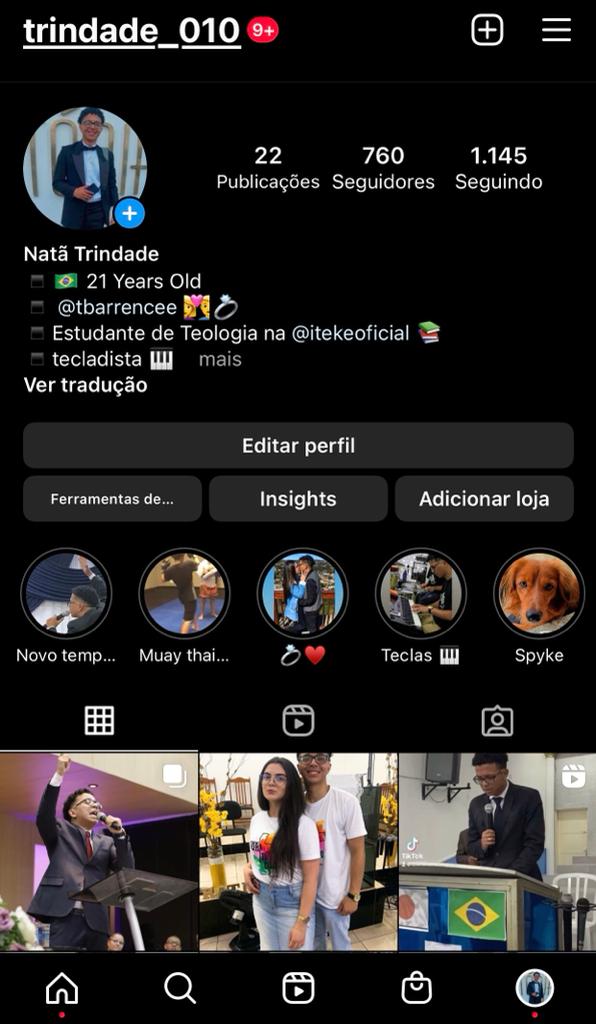 trindade_010 9+
22 760 1.145
Publicações Seguidores Seguindo
Natã Trindade
21 Years Old
@tbarrencee
Estudante de Teologia na @itekeoficial
tecladista mais
Ver tradução
Editar perfil
Ferramentas de... Insights Adicionar loja
Novo temp... Muay thai... Teclas Spyke
TikTok